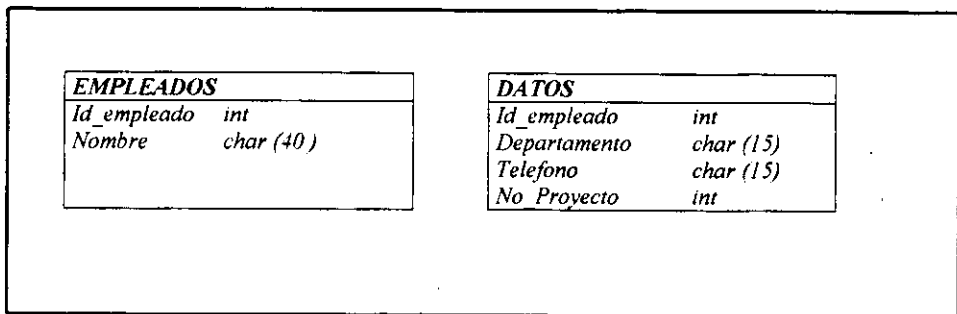 EMPLEADOS
Id_empleado int
Nombre char (40)
DATOS
Id_empleado int
Departamento char (15)
Telefono char (15)
No_Proyecto int